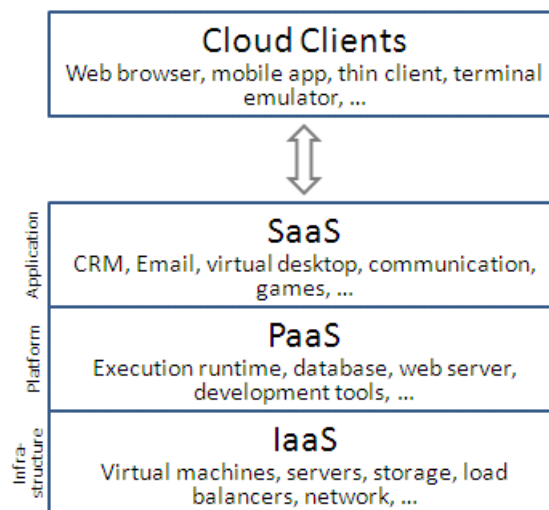 Cloud Clients
Web browser, mobile app, thin client, terminal
emulator, ...
Application
SaaS
CRM, Email, virtual desktop, communication,
games, ...
Platform
PaaS
Execution runtime, database, web server,
development tools, ...
Infra-
structure
IaaS
Virtual machines, servers, storage, load
balancers, network, ...